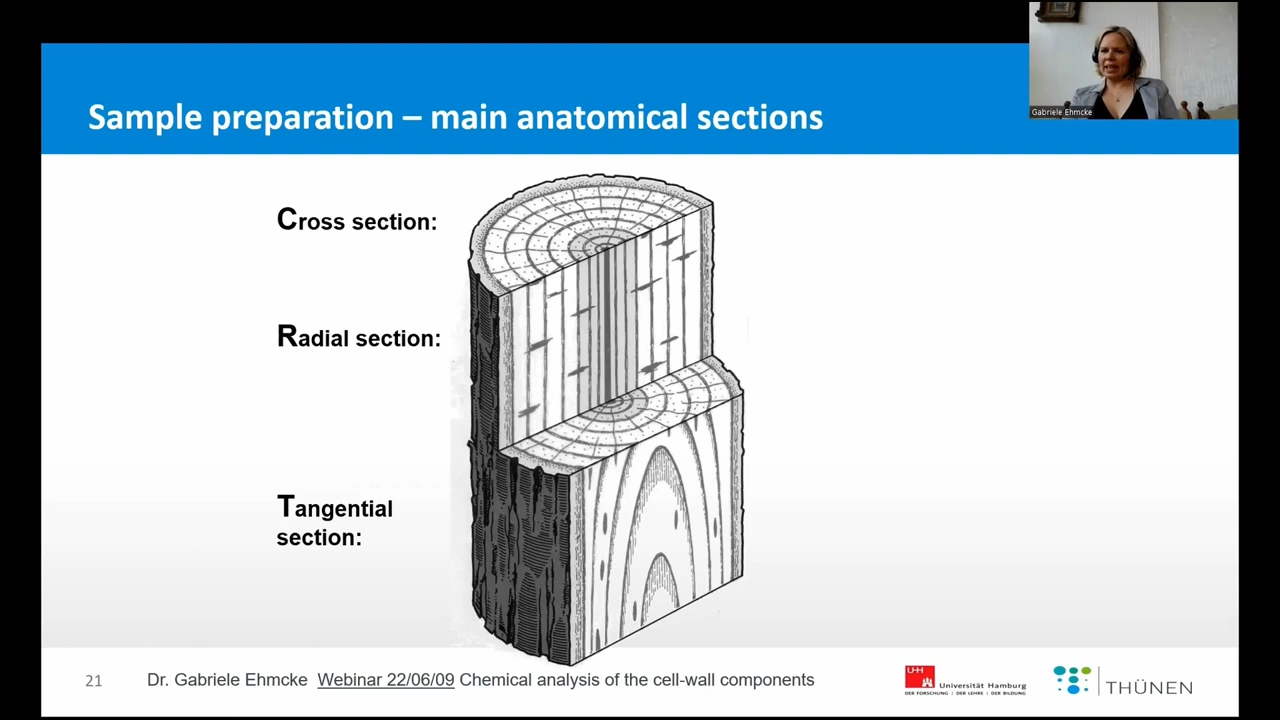 Sample preparation – main anatomical sections
Gabriele Ehmcke
Cross section:
Radial section:
Tangential
section:
21
Dr. Gabriele Ehmcke Webinar 22/06/09 Chemical analysis of the cell-wall components
UH
Universität Hamburg
DER FORSCHUNG | DER LEHRE | DER BILDUNG
THÜNEN